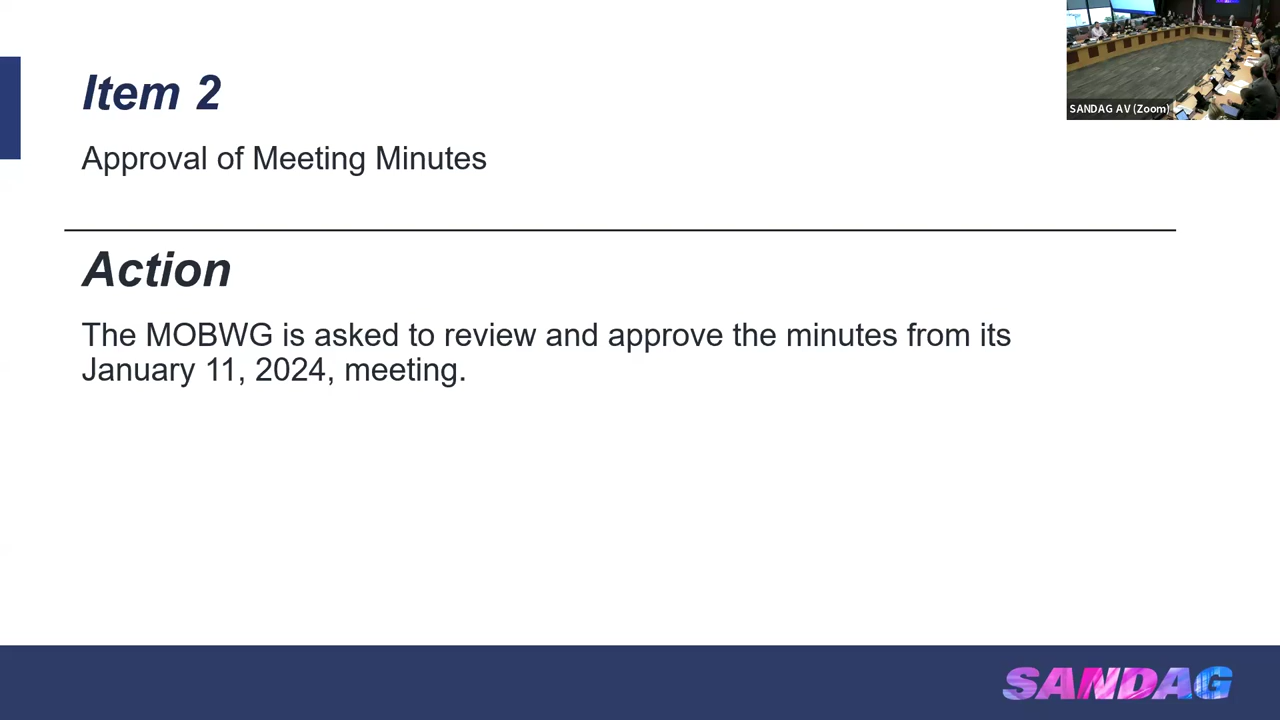 Item 2
Approval of Meeting Minutes
Action
The MOBWG is asked to review and approve the minutes from its
January 11, 2024, meeting.
SANDAG AV (Zoom)
SANDAG